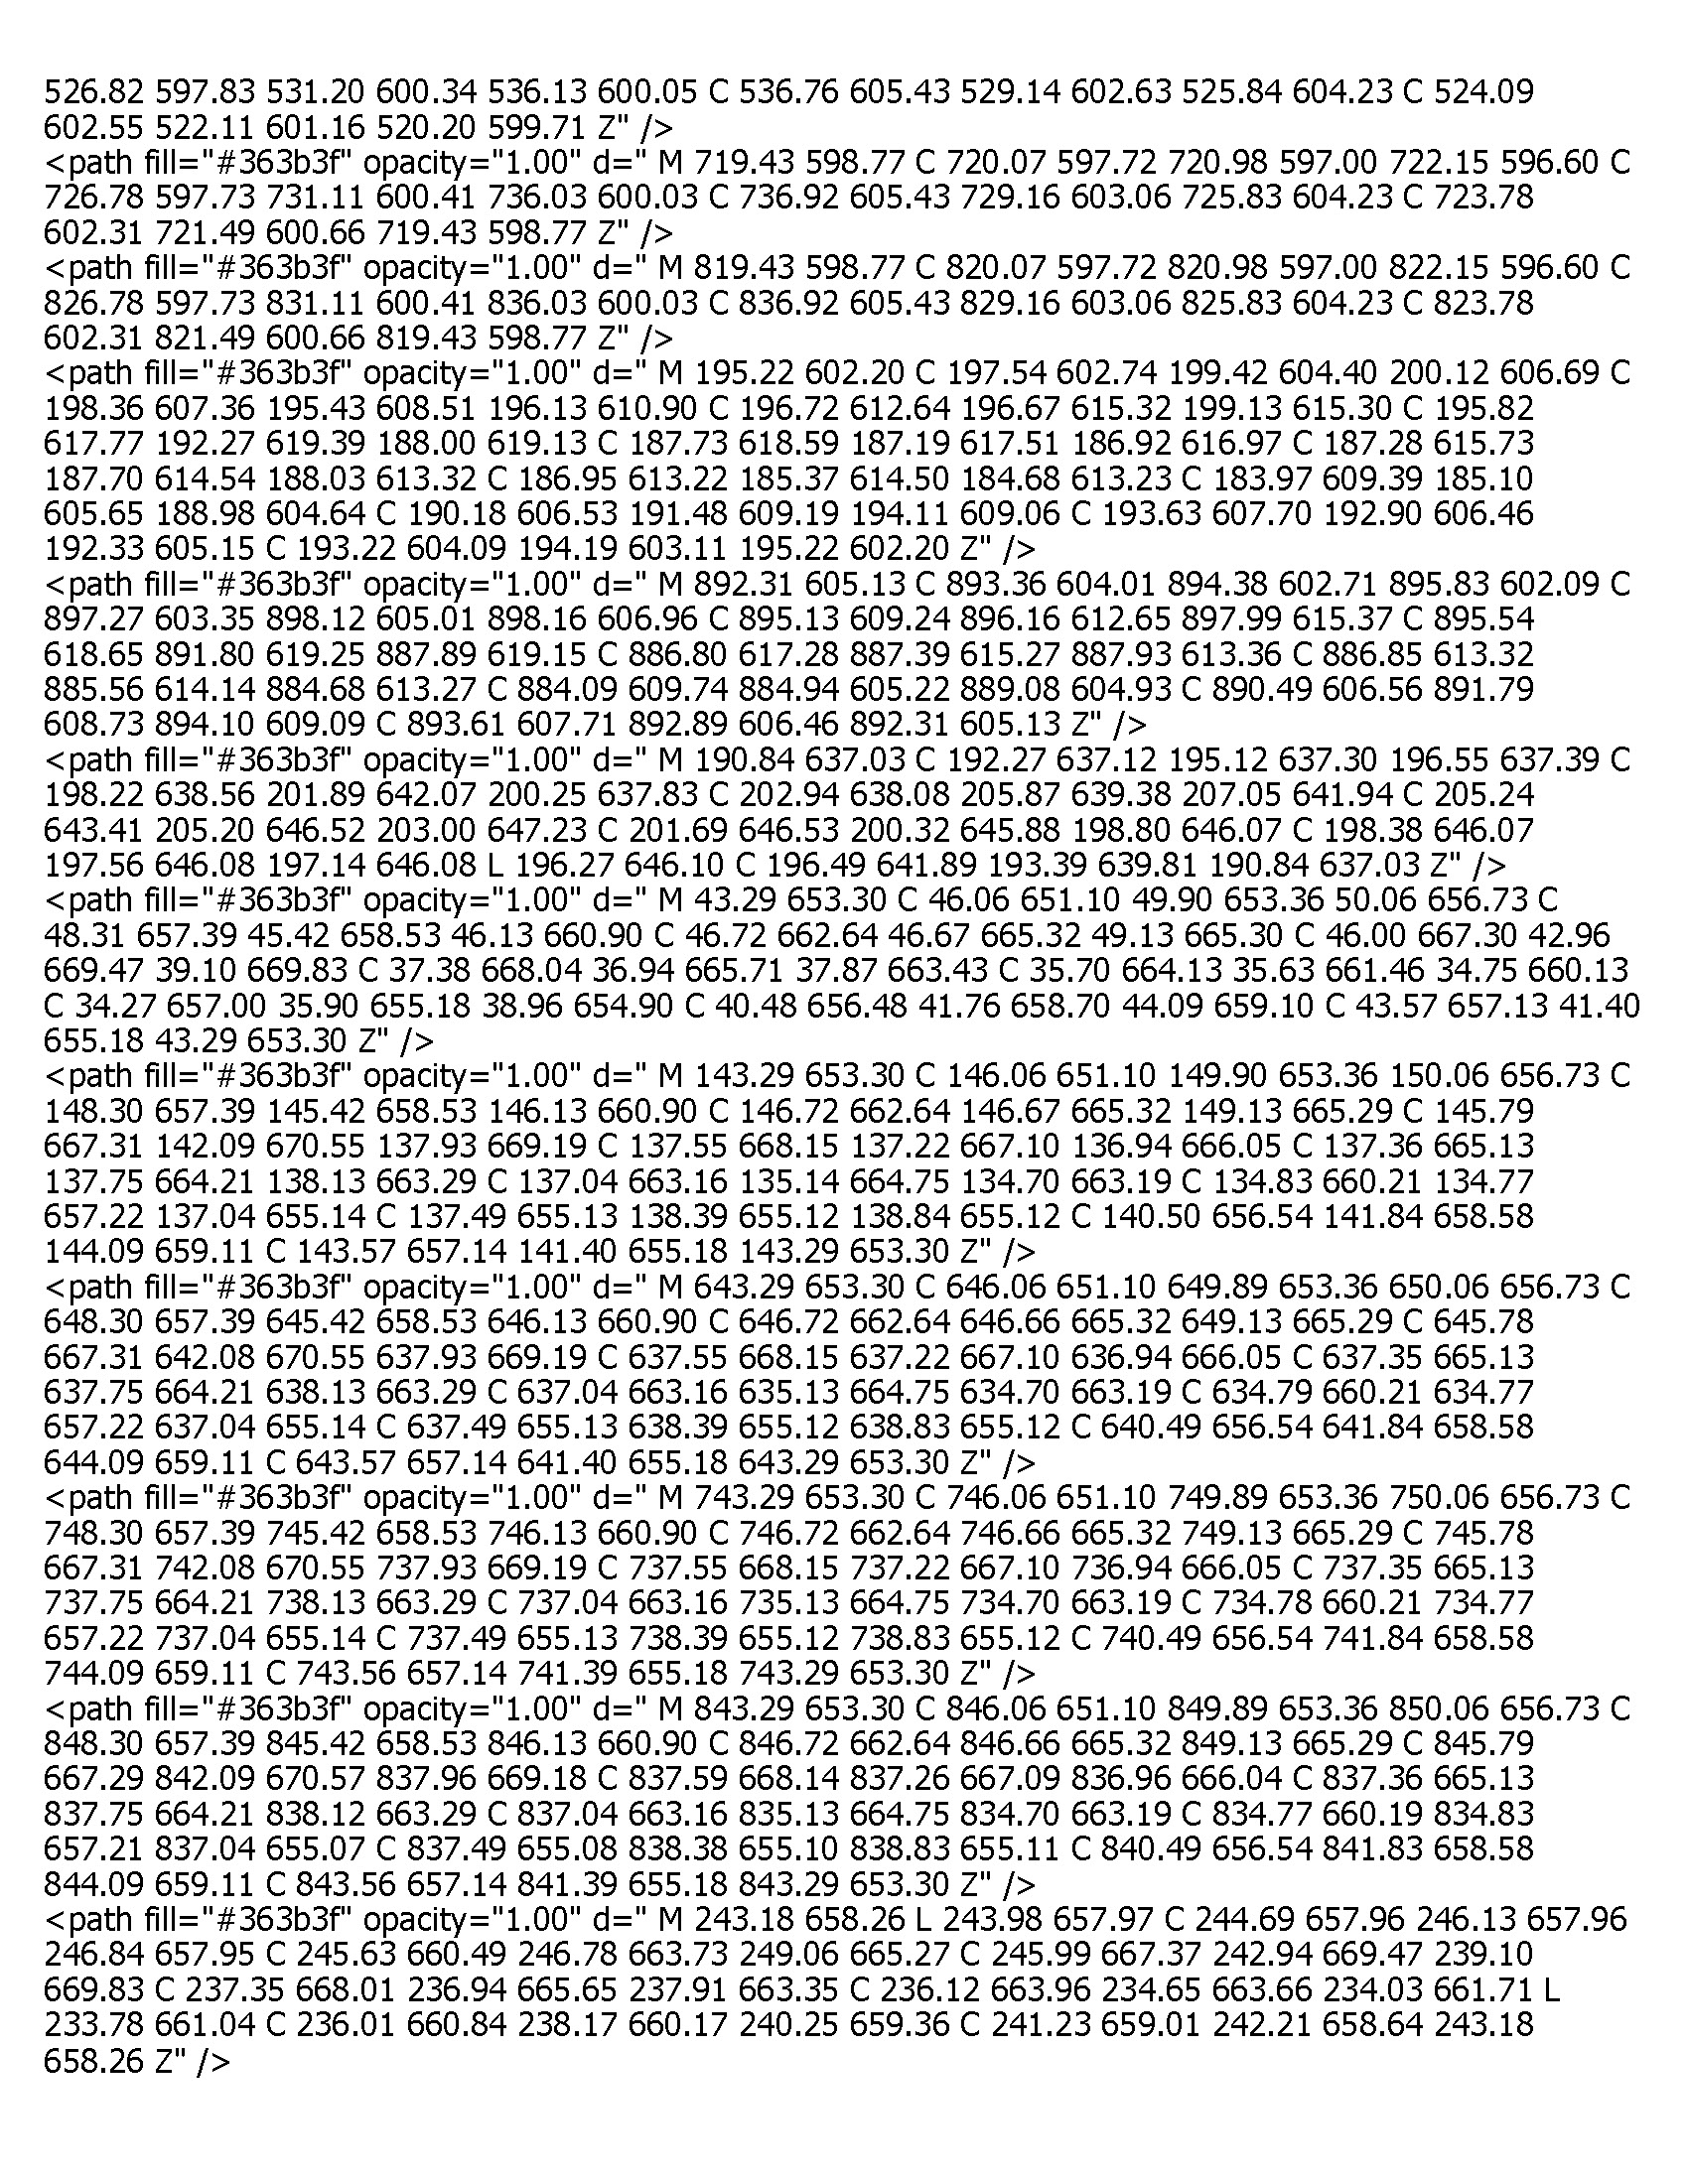 526.82 597.83 531.20 600.34 536.13 600.05 C 536.76 605.43 529.14 602.63 525.84 604.23 C 524.09
602.55 522.11 601.16 520.20 599.71 Z" />
<path fill="#363b3f" opacity="1.00" d=" M 719.43 598.77 C 720.07 597.72 720.98 597.00 722.15 596.60 C
726.78 597.73 731.11 600.41 736.03 600.03 C 736.92 605.43 729.16 603.06 725.83 604.23 C 723.78
602.31 721.49 600.66 719.43 598.77 Z" />
<path fill="#363b3f" opacity="1.00" d=" M 819.43 598.77 C 820.07 597.72 820.98 597.00 822.15 596.60 C
826.78 597.73 831.11 600.41 836.03 600.03 C 836.92 605.43 829.16 603.06 825.83 604.23 C 823.78
602.31 821.49 600.66 819.43 598.77 Z" />
<path fill="#363b3f" opacity="1.00" d=" M 195.22 602.20 C 197.54 602.74 199.42 604.40 200.12 606.69 C
198.36 607.36 195.43 608.51 196.13 610.90 C 196.72 612.64 196.67 615.32 199.13 615.30 C 195.82
617.77 192.27 619.39 188.00 619.13 C 187.73 618.59 187.19 617.51 186.92 616.97 C 187.28 615.73
187.70 614.54 188.03 613.32 C 186.95 613.22 185.37 614.50 184.68 613.23 C 183.97 609.39 185.10
605.65 188.98 604.64 C 190.18 606.53 191.48 609.19 194.11 609.06 C 193.63 607.70 192.90 606.46
192.33 605.15 C 193.22 604.09 194.19 603.11 195.22 602.20 Z" />
<path fill="#363b3f" opacity="1.00" d=" M 892.31 605.13 C 893.36 604.01 894.38 602.71 895.83 602.09 C
897.27 603.35 898.12 605.01 898.16 606.96 C 895.13 609.24 896.16 612.65 897.99 615.37 C 895.54
618.65 891.80 619.25 887.89 619.15 C 886.80 617.28 887.39 615.27 887.93 613.36 C 886.85 613.32
885.56 614.14 884.68 613.27 C 884.09 609.74 884.94 605.22 889.08 604.93 C 890.49 606.56 891.79
608.73 894.10 609.09 C 893.61 607.71 892.89 606.46 892.31 605.13 Z" />
<path fill="#363b3f" opacity="1.00" d=" M 190.84 637.03 C 192.27 637.12 195.12 637.30 196.55 637.39 C
198.22 638.56 201.89 642.07 200.25 637.83 C 202.94 638.08 205.87 639.38 207.05 641.94 C 205.24
643.41 205.20 646.52 203.00 647.23 C 201.69 646.53 200.32 645.88 198.80 646.07 C 198.38 646.07
197.56 646.08 197.14 646.08 L 196.27 646.10 C 196.49 641.89 193.39 639.81 190.84 637.03 Z" />
<path fill="#363b3f" opacity="1.00" d=" M 43.29 653.30 C 46.06 651.10 49.90 653.36 50.06 656.73 C
48.31 657.39 45.42 658.53 46.13 660.90 C 46.72 662.64 46.67 665.32 49.13 665.30 C 46.00 667.30 42.96
669.47 39.10 669.83 C 37.38 668.04 36.94 665.71 37.87 663.43 C 35.70 664.13 35.63 661.46 34.75 660.13
C 34.27 657.00 35.90 655.18 38.96 654.90 C 40.48 656.48 41.76 658.70 44.09 659.10 C 43.57 657.13 41.40
655.18 43.29 653.30 Z" />
<path fill="#363b3f" opacity="1.00" d=" M 143.29 653.30 C 146.06 651.10 149.90 653.36 150.06 656.73 C
148.30 657.39 145.42 658.53 146.13 660.90 C 146.72 662.64 146.67 665.32 149.13 665.29 C 145.79
667.31 142.09 670.55 137.93 669.19 C 137.55 668.15 137.22 667.10 136.94 666.05 C 137.36 665.13
137.75 664.21 138.13 663.29 C 137.04 663.16 135.14 664.75 134.70 663.19 C 134.83 660.21 134.77
657.22 137.04 655.14 C 137.49 655.13 138.39 655.12 138.84 655.12 C 140.50 656.54 141.84 658.58
144.09 659.11 C 143.57 657.14 141.40 655.18 143.29 653.30 Z" />
<path fill="#363b3f" opacity="1.00" d=" M 643.29 653.30 C 646.06 651.10 649.89 653.36 650.06 656.73 C
648.30 657.39 645.42 658.53 646.13 660.90 C 646.72 662.64 646.66 665.32 649.13 665.29 C 645.78
667.31 642.08 670.55 637.93 669.19 C 637.55 668.15 637.22 667.10 636.94 666.05 C 637.35 665.13
637.75 664.21 638.13 663.29 C 637.04 663.16 635.13 664.75 634.70 663.19 C 634.79 660.21 634.77
657.22 637.04 655.14 C 637.49 655.13 638.39 655.12 638.83 655.12 C 640.49 656.54 641.84 658.58
644.09 659.11 C 643.57 657.14 641.40 655.18 643.29 653.30 Z" />
<path fill="#363b3f" opacity="1.00" d=" M 743.29 653.30 C 746.06 651.10 749.89 653.36 750.06 656.73 C
748.30 657.39 745.42 658.53 746.13 660.90 C 746.72 662.64 746.66 665.32 749.13 665.29 C 745.78
667.31 742.08 670.55 737.93 669.19 C 737.55 668.15 737.22 667.10 736.94 666.05 C 737.35 665.13
737.75 664.21 738.13 663.29 C 737.04 663.16 735.13 664.75 734.70 663.19 C 734.78 660.21 734.77
657.22 737.04 655.14 C 737.49 655.13 738.39 655.12 738.83 655.12 C 740.49 656.54 741.84 658.58
744.09 659.11 C 743.56 657.14 741.39 655.18 743.29 653.30 Z" />
<path fill="#363b3f" opacity="1.00" d=" M 843.29 653.30 C 846.06 651.10 849.89 653.36 850.06 656.73 C
848.30 657.39 845.42 658.53 846.13 660.90 C 846.72 662.64 846.66 665.32 849.13 665.29 C 845.79
667.29 842.09 670.57 837.96 669.18 C 837.59 668.14 837.26 667.09 836.96 666.04 C 837.36 665.13
837.75 664.21 838.12 663.29 C 837.04 663.16 835.13 664.75 834.70 663.19 C 834.77 660.19 834.83
657.21 837.04 655.07 C 837.49 655.08 838.38 655.10 838.83 655.11 C 840.49 656.54 841.83 658.58
844.09 659.11 C 843.56 657.14 841.39 655.18 843.29 653.30 Z" />
<path fill="#363b3f" opacity="1.00" d=" M 243.18 658.26 L 243.98 657.97 C 244.69 657.96 246.13 657.96
246.84 657.95 C 245.63 660.49 246.78 663.73 249.06 665.27 C 245.99 667.37 242.94 669.47 239.10
669.83 C 237.35 668.01 236.94 665.65 237.91 663.35 C 236.12 663.96 234.65 663.66 234.03 661.71 L
233.78 661.04 C 236.01 660.84 238.17 660.17 240.25 659.36 C 241.23 659.01 242.21 658.64 243.18
658.26 Z" />